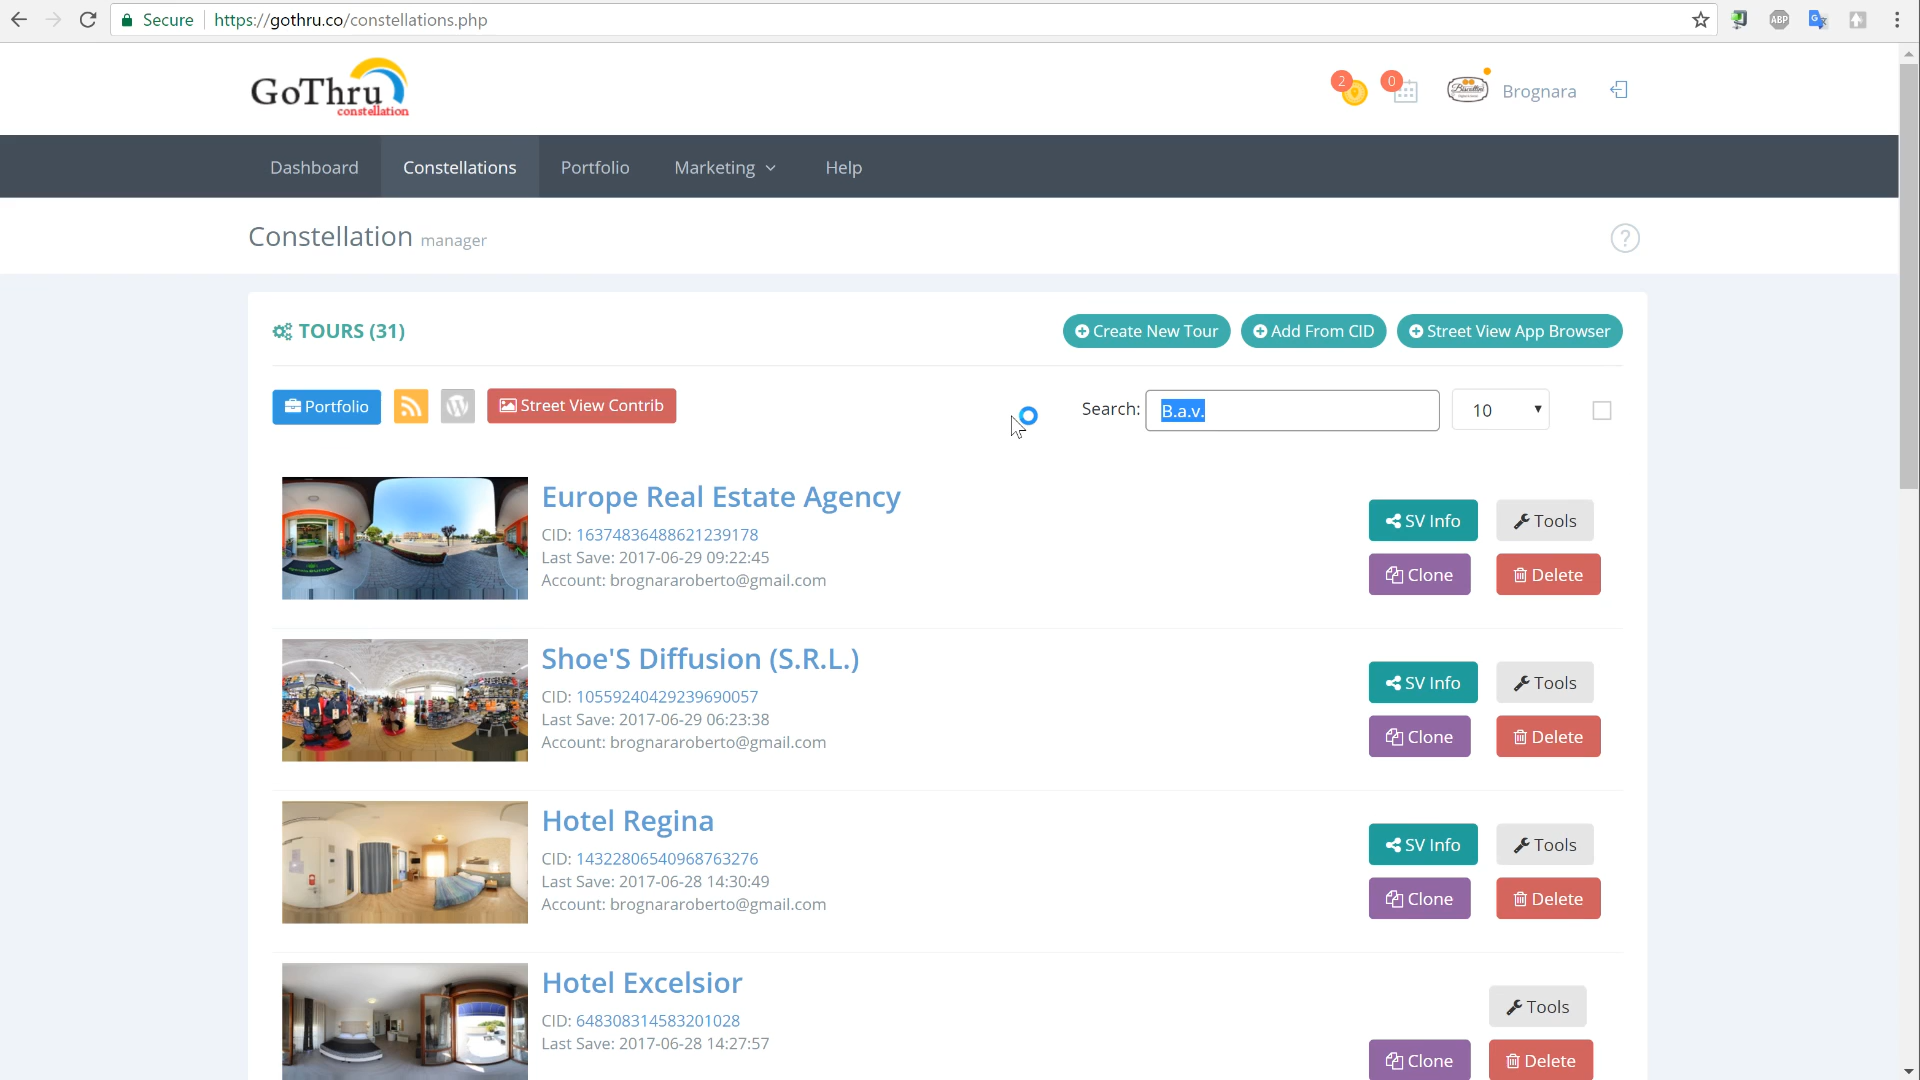 Secure https://gothru.co/constellations.php
ABP
GoThru
constellation
2
0
Brognara
Dashboard Constellations Portfolio Marketing Help
Constellation manager
?
TOURS (31)
Create New Tour Add From CID Street View App Browser
Portfolio Street View Contrib Search: B.a.v. 10
Europe Real Estate Agency
CID: 16374836488621239178
Last Save: 2017-06-29 09:22:45
Account: brognararoberto@gmail.com
SV Info Tools
Clone Delete
Shoe'S Diffusion (S.R.L.)
CID: 10559240429239690057
Last Save: 2017-06-29 06:23:38
Account: brognararoberto@gmail.com
SV Info Tools
Clone Delete
Hotel Regina
CID: 14322806540968763276
Last Save: 2017-06-28 14:30:49
Account: brognararoberto@gmail.com
SV Info Tools
Clone Delete
Hotel Excelsior
CID: 648308314583201028
Last Save: 2017-06-28 14:27:57
Tools
Clone Delete